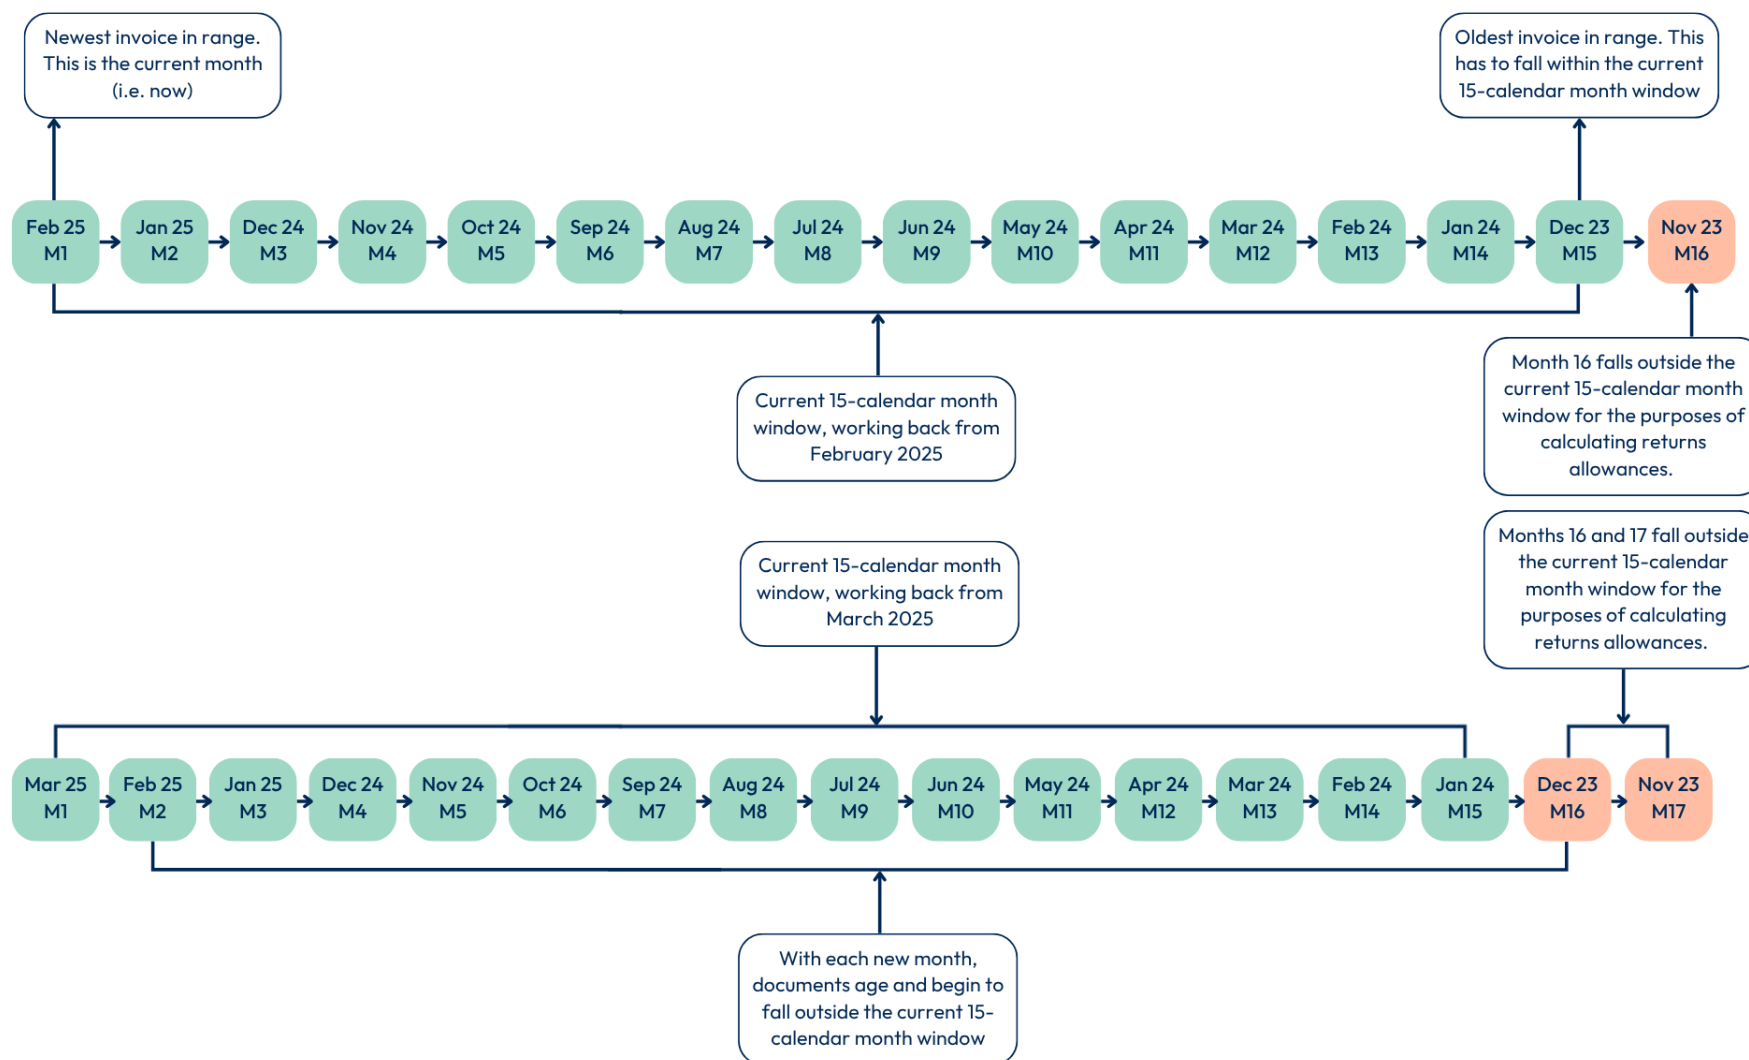 Newest invoice in range.
This is the current month
(i.e. now)
Oldest invoice in range. This
has to fall within the current
15-calendar month window
Feb 25
M1
Jan 25
M2
Dec 24
M3
Nov 24
M4
Oct 24
M5
Sep 24
M6
Aug 24
M7
Jul 24
M8
Jun 24
M9
May 24
M10
Apr 24
M11
Mar 24
M12
Feb 24
M13
Jan 24
M14
Dec 23
M15
Nov 23
M16
Current 15-calendar month
window, working back from
February 2025
Month 16 falls outside the
current 15-calendar month
window for the purposes of
calculating returns
allowances.
Current 15-calendar month
window, working back from
March 2025
Months 16 and 17 fall outside
the current 15-calendar
month window for the
purposes of calculating
returns allowances.
Mar 25
M1
Feb 25
M2
Jan 25
M3
Dec 24
M4
Nov 24
M5
Oct 24
M6
Sep 24
M7
Aug 24
M8
Jul 24
M9
Jun 24
M10
May 24
M11
Apr 24
M12
Mar 24
M13
Feb 24
M14
Jan 24
M15
Dec 23
M16
Nov 23
M17
With each new month,
documents age and begin to
fall outside the current 15-
calendar month window